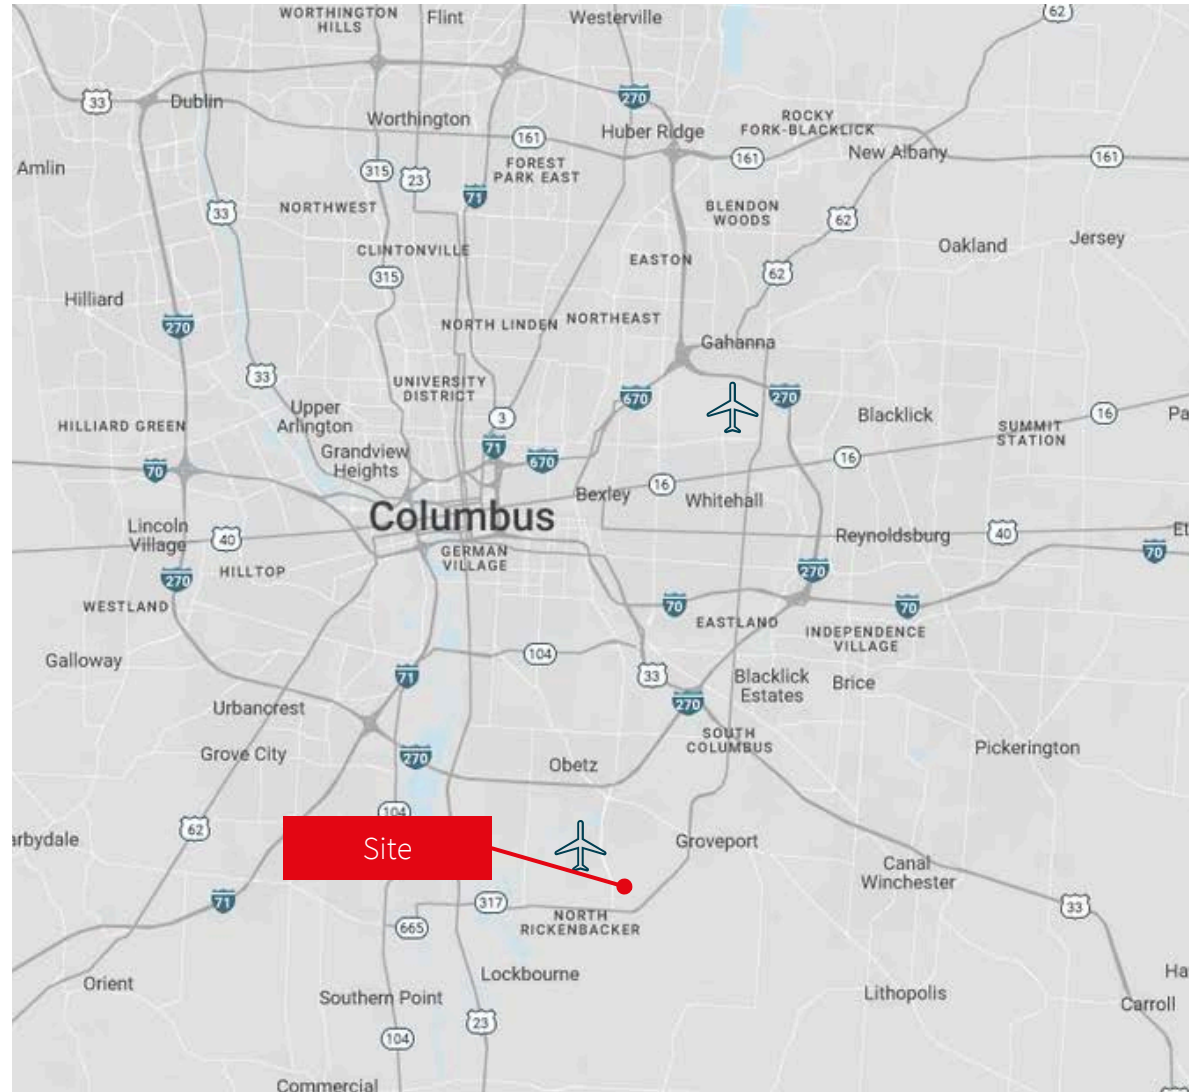 WORTHINGTON
HILLS
Flint
Westerville
62
33
Dublin
270
Worthington
161
Huber Ridge
ROCKY
FORK-BLACKLICK
161
New Albany
161
Amlin
315
23
FOREST
PARK EAST
71
33
NORTHWEST
BLENDON
WOODS
62
CLINTONVILLE
EASTON
Oakland
Jersey
315
62
Hilliard
270
NORTH LINDEN
NORTHEAST
Gahanna
33
UNIVERSITY
DISTRICT
670
270
Upper
Arlington
3
Blacklick
16
Pa
HILLIARD GREEN
SUMMIT
STATION
71
Grandview
Heights
670
16
70
16
Bexley
Whitehall
Columbus
Lincoln
Village
40
Reynoldsburg
40
Et
GERMAN
VILLAGE
70
270
HILLTOP
270
WESTLAND
70
70
EASTLAND
INDEPENDENCE
VILLAGE
Galloway
104
33
71
Blacklick
Estates
Brice
Urbancrest
270
SOUTH
COLUMBUS
Grove City
270
Obetz
Pickerington
104
62
arbydale
Site
Groveport
Canal
Winchester
71
317
33
665
NORTH
RICKENBACKER
Orient
Lockbourne
Ha
Southern Point
Lithopolis
Carroll
23
104
Commercial